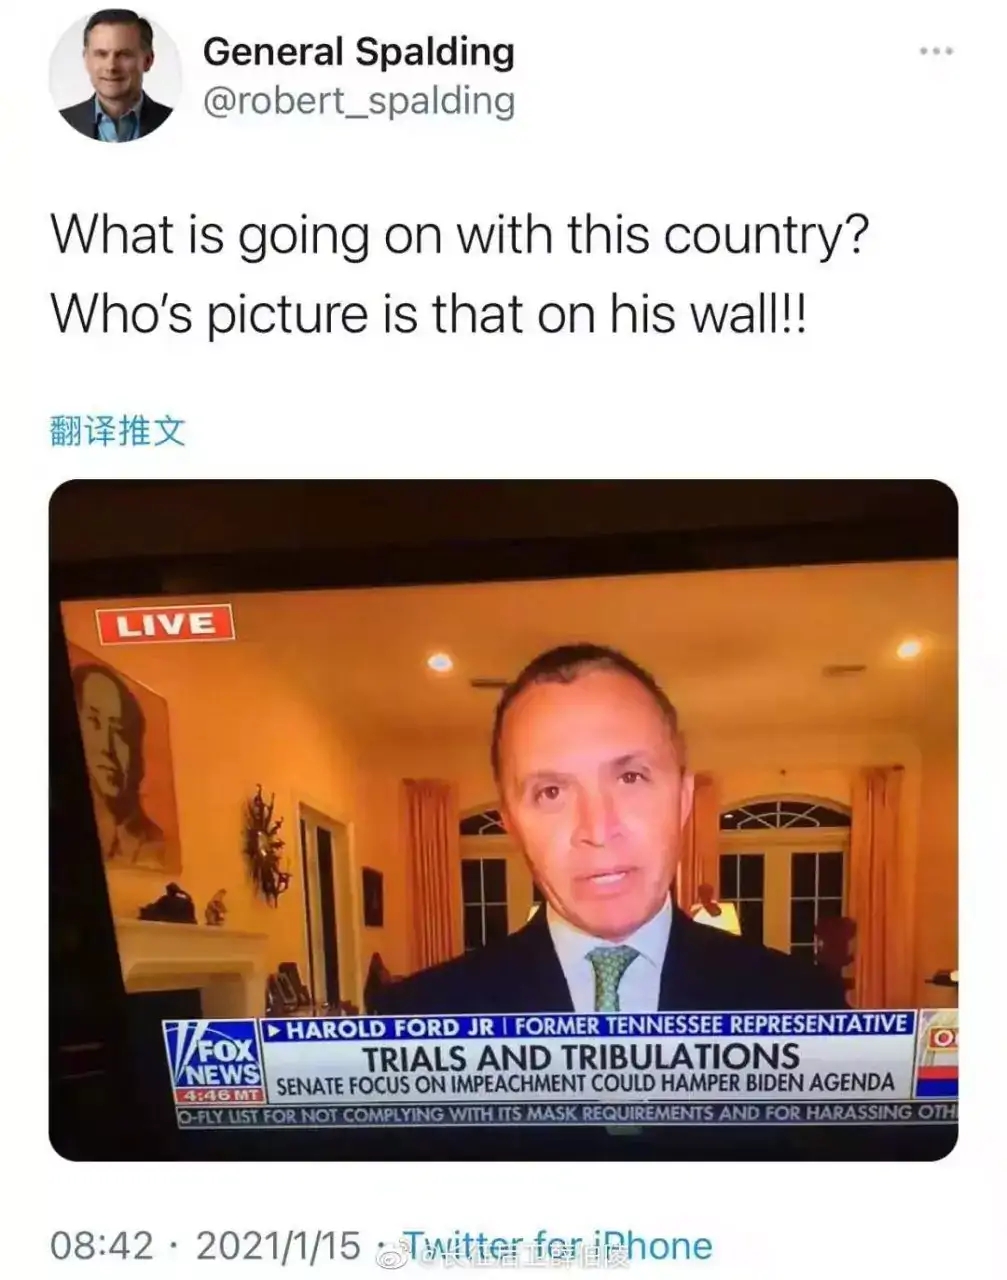 General Spalding
@robert_spalding
What is going on with this country?
Who's picture is that on his wall!!
翻译推文
LIVE
HAROLD FORD JR | FORMER TENNESSEE REPRESENTATIVE
FOX
NEWS
TRIALS AND TRIBULATIONS
SENATE FOCUS ON IMPEACHMENT COULD HAMPER BIDEN AGENDA
4:46 MT
O-FLY LIST FOR NOT COMPLYING WITH ITS MASK REQUIREMENTS AND FOR HARASSING OTH
08:42 · 2021/1/15 · Twitter for iPhone